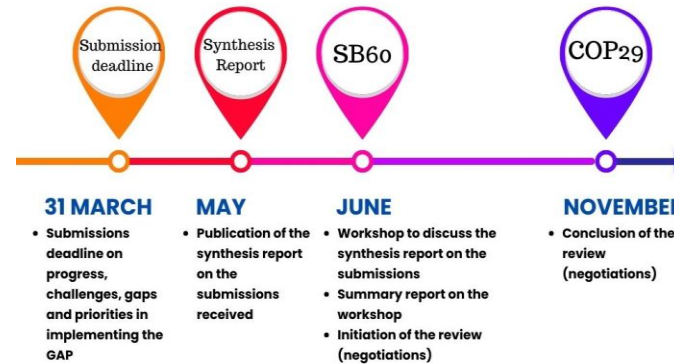 Submission
deadline
Synthesis
Report
SB60
COP29
31 MARCH
• Submissions
deadline on
progress,
challenges, gaps
and priorities in
implementing the
GAP
MAY
• Publication of the
synthesis report
on the
submissions
received
JUNE
• Workshop to discuss the
synthesis report on the
submissions
• Summary report on the
workshop
• Initiation of the review
(negotiations)
NOVEMBER
• Conclusion of the
review
(negotiations)